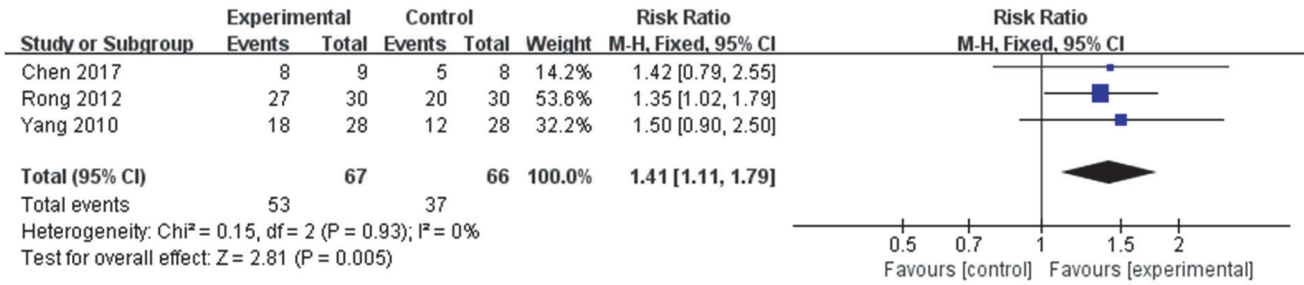 Experimental Control Risk Ratio Risk Ratio
Study or Subgroup Events Total Events Total Weight M-H, Fixed, 95% CI M-H, Fixed, 95% CI
Chen 2017 8 9 5 8 14.2% 1.42 [0.79, 2.55]
Rong 2012 27 30 20 30 53.6% 1.35 [1.02, 1.79]
Yang 2010 18 28 12 28 32.2% 1.50 [0.90, 2.50]
Total (95% CI) 67 66 100.0% 1.41 [1.11, 1.79]
Total events 53 37
Heterogeneity: Chi² = 0.15, df = 2 (P = 0.93); I² = 0%
Test for overall effect: Z = 2.81 (P = 0.005)
0.5 0.7 1 1.5 2
Favours [control] Favours [experimental]